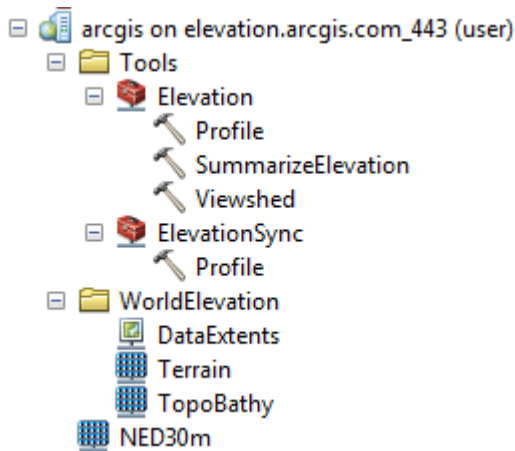 arcgis on elevation.arcgis.com_443 (user)
Tools
Elevation
Profile
SummarizeElevation
Viewshed
ElevationSync
Profile
WorldElevation
DataExtents
Terrain
TopoBathy
NED30m